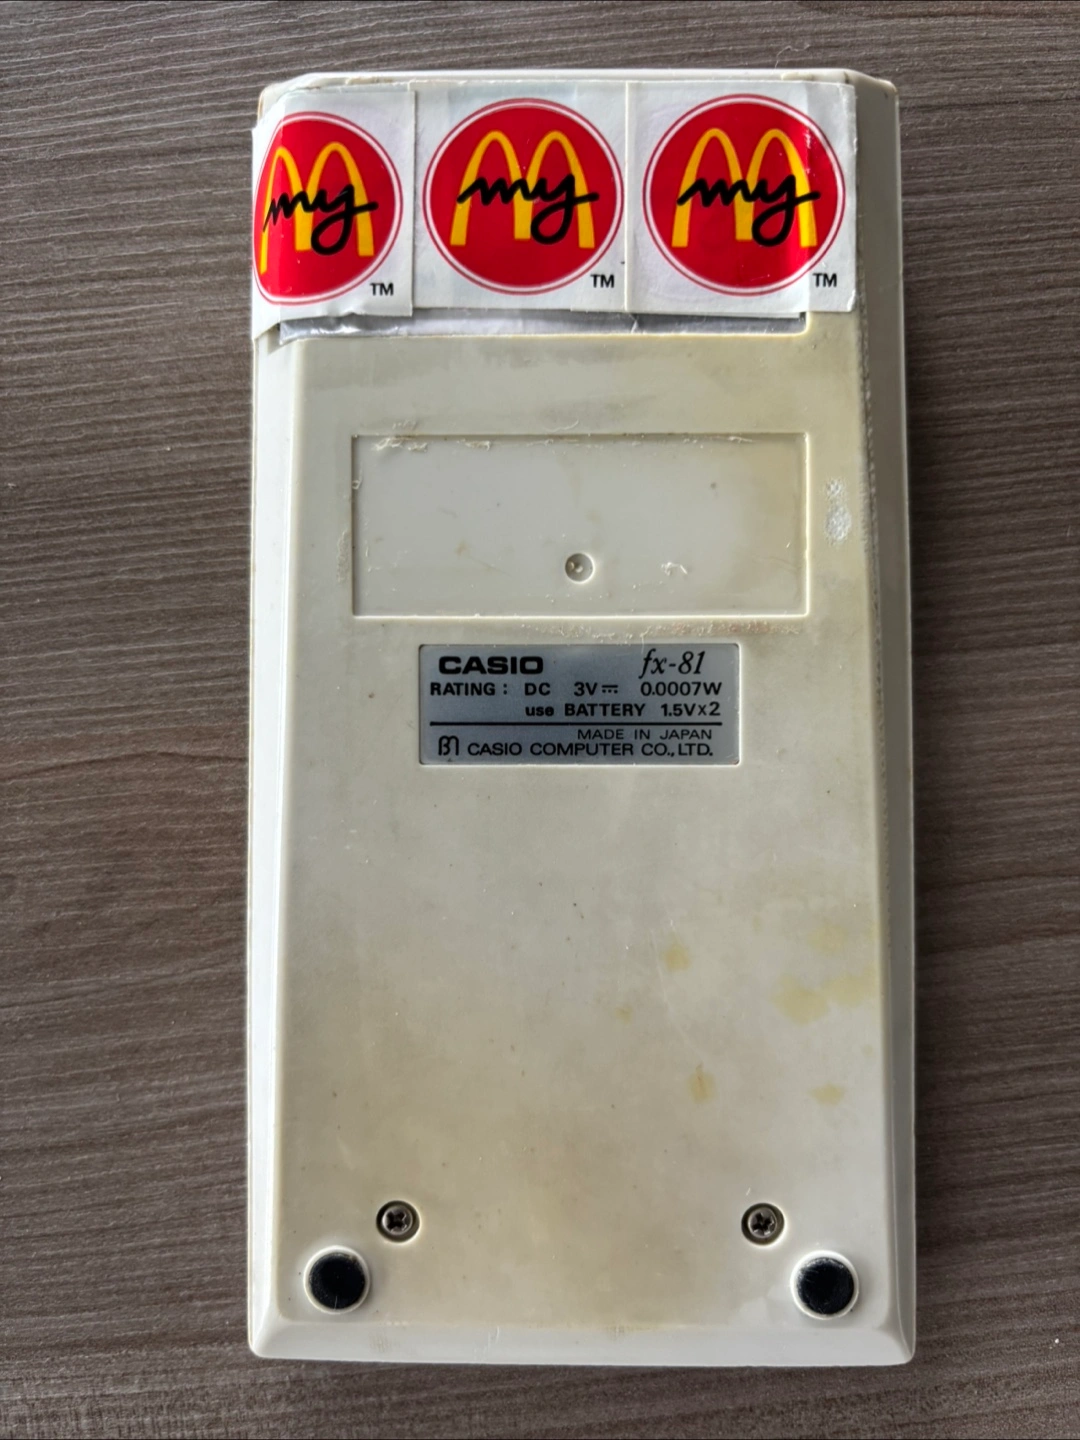 my my my
TM TM TM
CASIO fx-81
RATING : DC 3V⎓ 0.0007W
use BATTERY 1.5V×2
MADE IN JAPAN
CASIO COMPUTER CO., LTD.